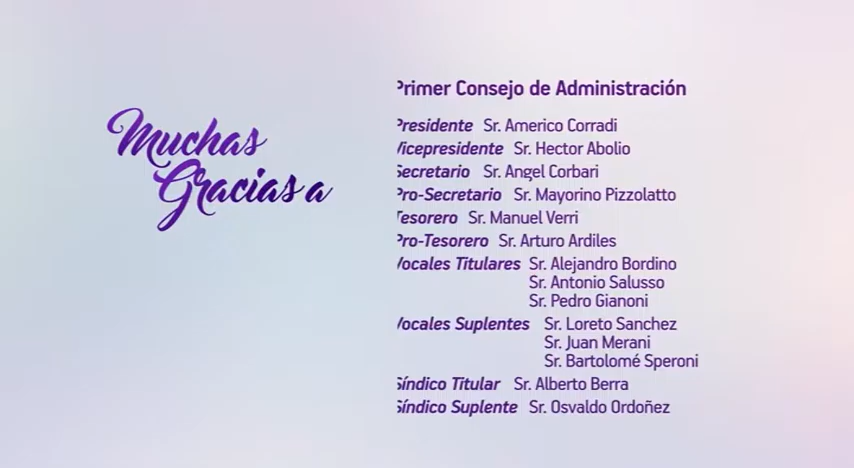 Muchas
Gracias a
Primer Consejo de Administración
Presidente Sr. Americo Corradi
Vicepresidente Sr. Hector Abolio
Secretario Sr. Angel Corbari
Pro-Secretario Sr. Mayorino Pizzolatto
Tesorero Sr. Manuel Verri
Pro-Tesorero Sr. Arturo Ardiles
Vocales Titulares Sr. Alejandro Bordino
Sr. Antonio Salusso
Sr. Pedro Gianoni
Vocales Suplentes Sr. Loreto Sanchez
Sr. Juan Merani
Sr. Bartolomé Speroni
Síndico Titular Sr. Alberto Berra
Síndico Suplente Sr. Osvaldo Ordoñez